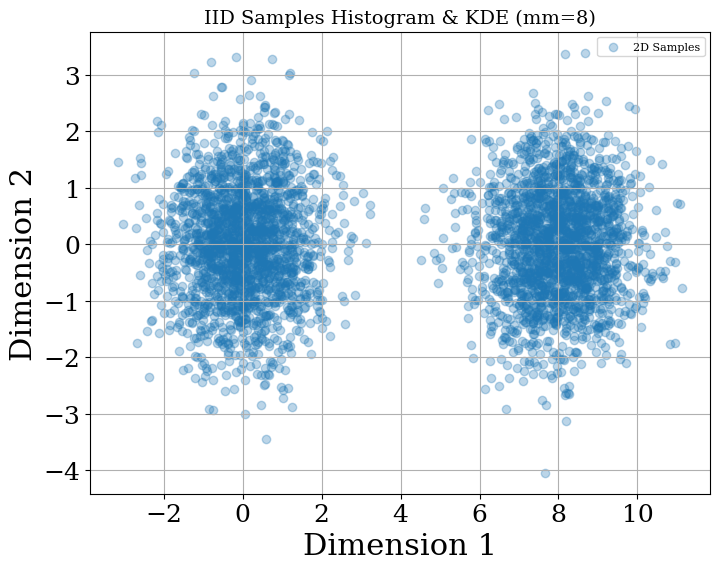 IID Samples Histogram & KDE (mm=8)
2D Samples
Dimension 2
3
2
1
0
−1
−2
−3
−4
−2 0 2 4 6 8 10
Dimension 1